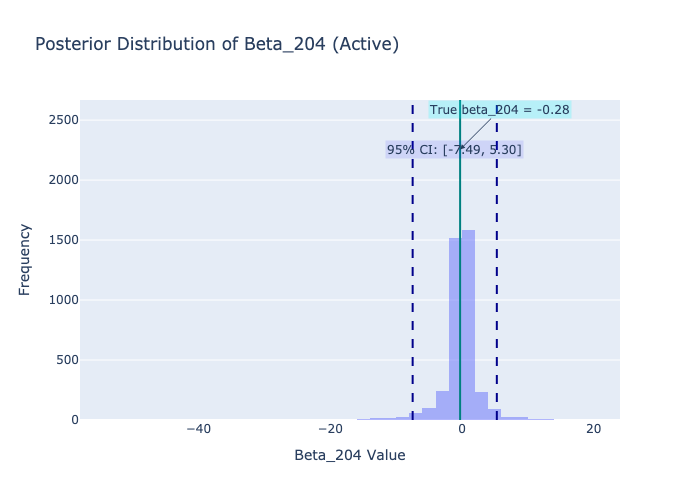 Posterior Distribution of Beta_204 (Active)
True beta_204 = -0.28
95% CI: [-7.49, 5.30]
2500
2000
1500
1000
500
0
Frequency
−40
−20
0
20
Beta_204 Value